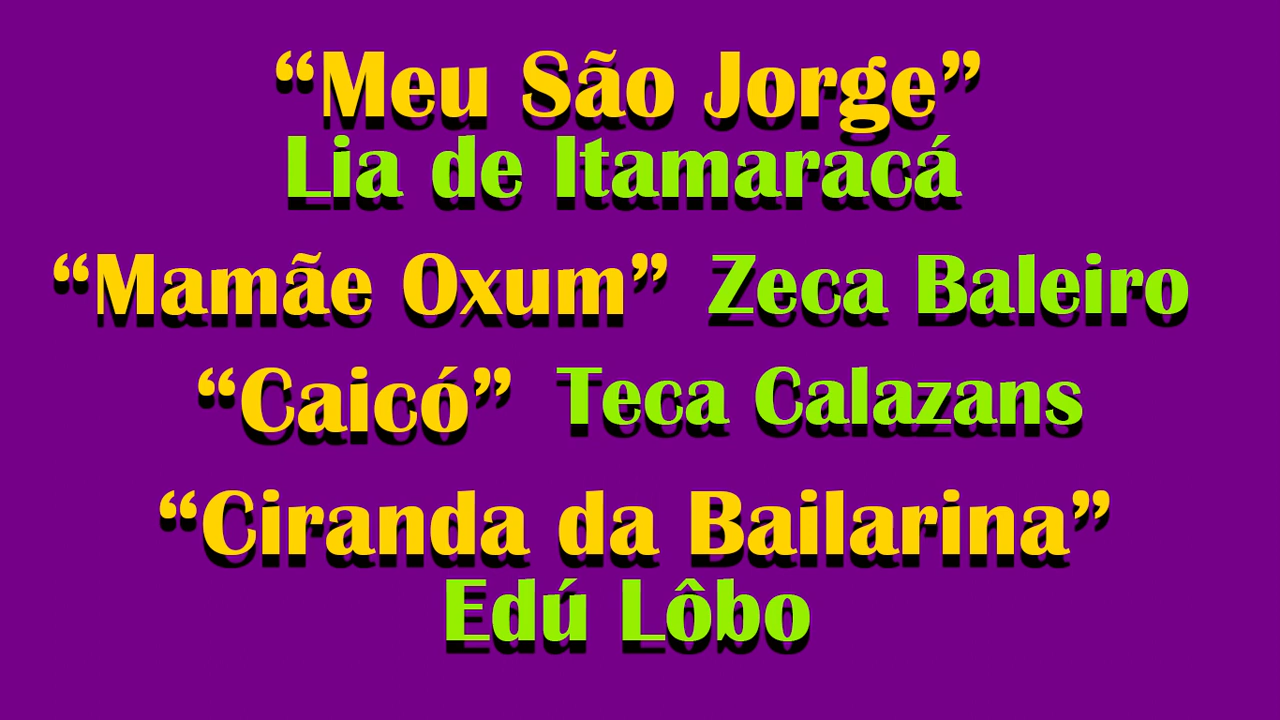 “Meu São Jorge”
Lia de Itamaracá
“Mamãe Oxum” Zeca Baleiro
“Caicó” Teca Calazans
“Ciranda da Bailarina”
Edú Lôbo